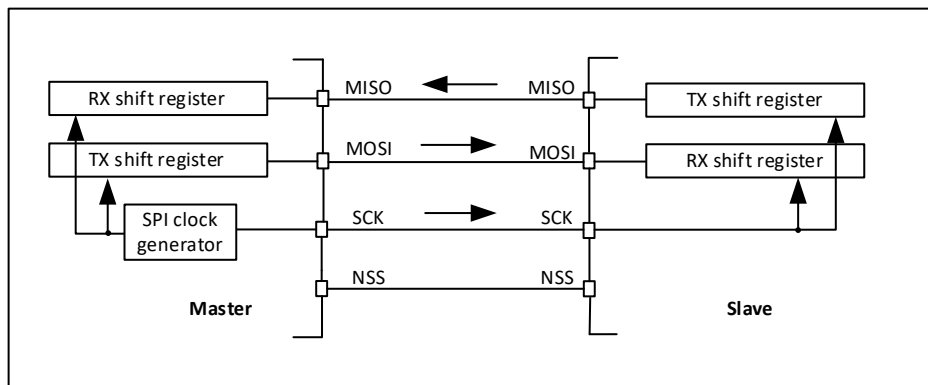 RX shift register
MISO
MISO
TX shift register
TX shift register
MOSI
MOSI
RX shift register
SPI clock
generator
SCK
SCK
NSS
NSS
Master
Slave